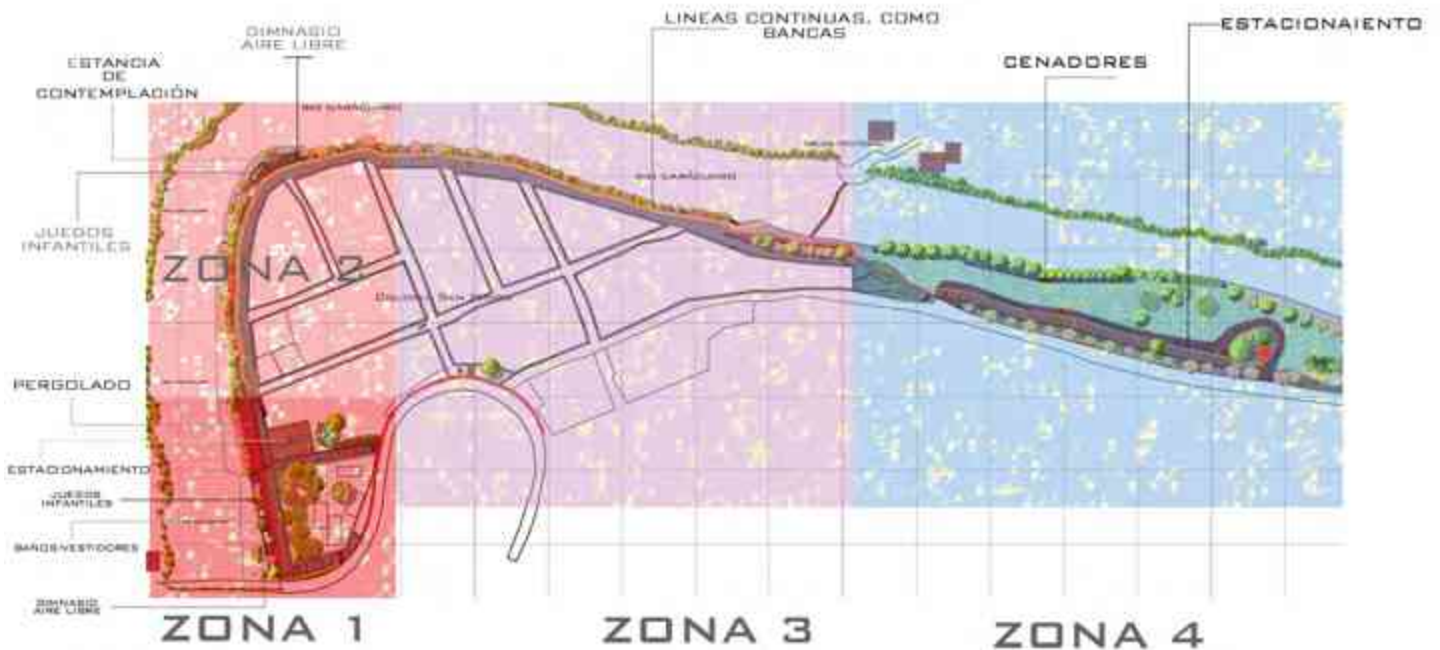 GIMNASIO
AIRE LIBRE
LINEAS CONTINUAS, COMO
BANCAS
ESTACIONAIENTO
ESTANCIA
DE
CONTEMPLACIÓN
CENADORES
JUEGOS
INFANTILES
ZONA 2
PERGOLADO
ESTACIONAMIENTO
JUEGOS
INFANTILES
BAÑOS-VESTIDORES
GIMNASIO
AIRE LIBRE
ZONA 1
ZONA 3
ZONA 4